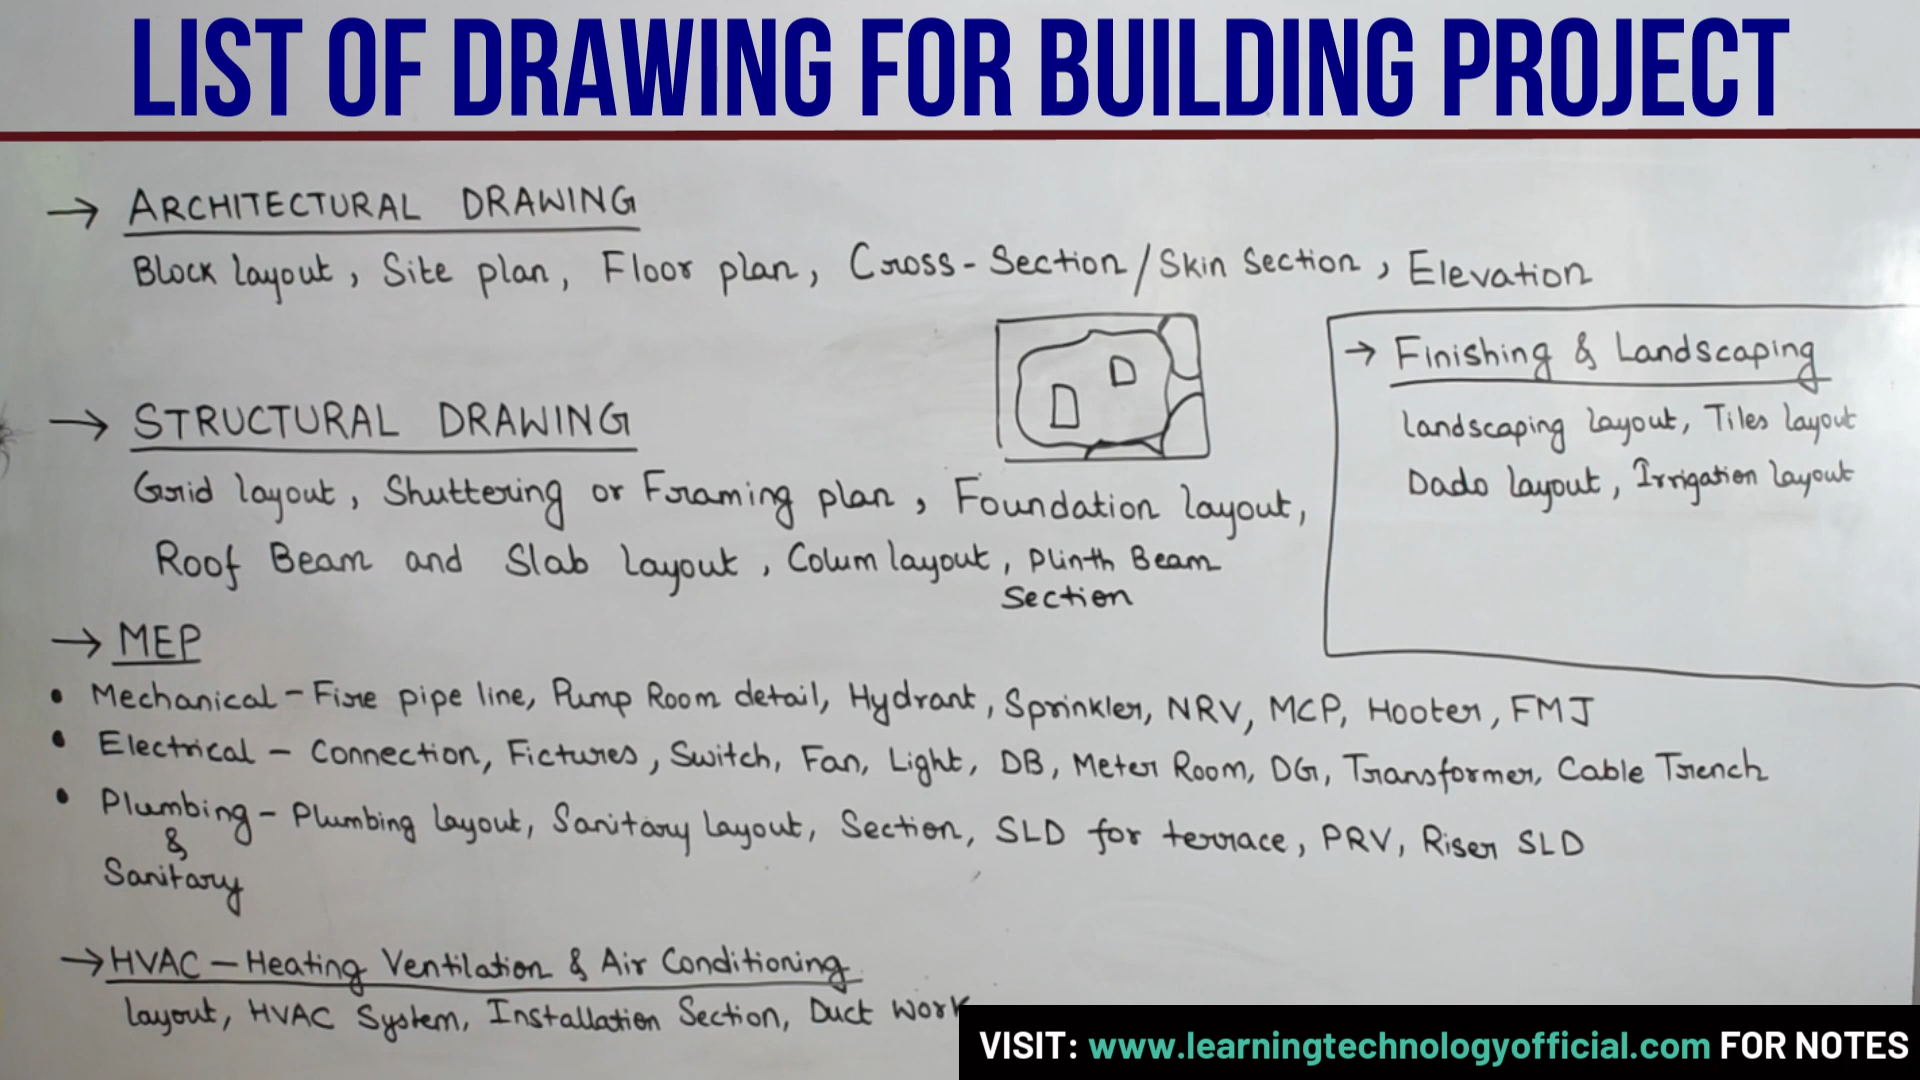 LIST OF DRAWING FOR BUILDING PROJECT
→ ARCHITECTURAL DRAWING
Block layout, Site plan, Floor plan, Cross-Section/Skin Section, Elevation
→ STRUCTURAL DRAWING
Grid layout, Shuttering or Framing plan, Foundation layout,
Roof Beam and Slab layout, Colum layout, Plinth Beam
Section
→ Finishing & Landscaping
landscaping layout, Tiles layout
Dado layout, Irrigation layout
→ MEP
• Mechanical - Fire pipe line, Pump Room detail, Hydrant, Sprinkler, NRV, MCP, Hooter, FMJ
• Electrical - Connection, Fictures, Switch, Fan, Light, DB, Meter Room, DG, Transformer, Cable Trench
• Plumbing - Plumbing layout, Sanitary layout, Section, SLD for terrace, PRV, Riser SLD
&
Sanitary
→ HVAC - Heating Ventilation & Air Conditioning
layout, HVAC System, Installation Section, Duct work
VISIT: www.learningtechnologyofficial.com FOR NOTES